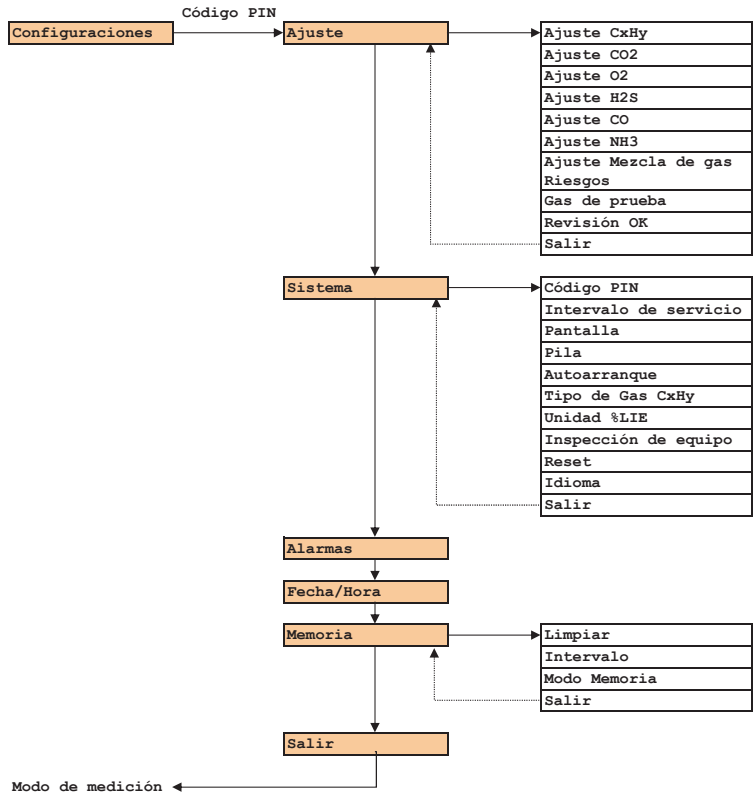 Código PIN
Configuraciones
Ajuste
Ajuste CxHy
Ajuste CO2
Ajuste O2
Ajuste H2S
Ajuste CO
Ajuste NH3
Ajuste Mezcla de gas
Riesgos
Gas de prueba
Revisión OK
Salir
Sistema
Código PIN
Intervalo de servicio
Pantalla
Pila
Autoarranque
Tipo de Gas CxHy
Unidad %LIE
Inspección de equipo
Reset
Idioma
Salir
Alarmas
Fecha/Hora
Memoria
Limpiar
Intervalo
Modo Memoria
Salir
Salir
Modo de medición